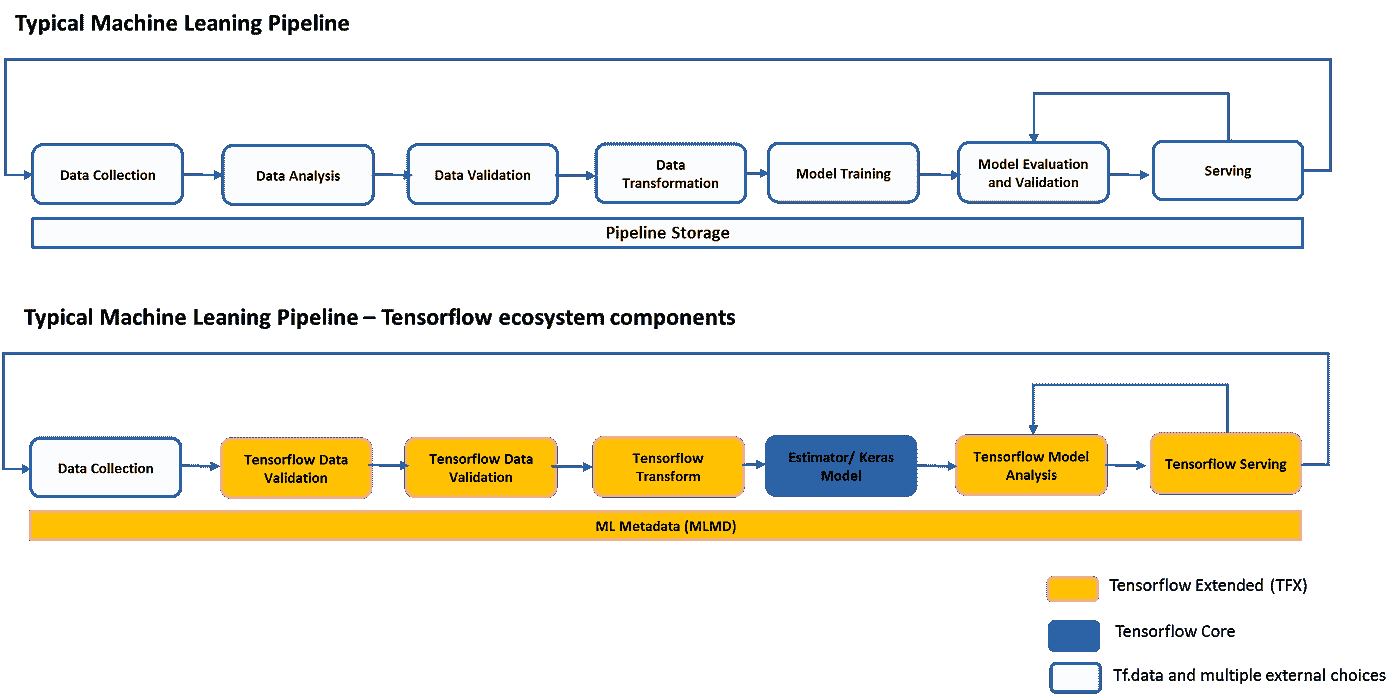 Typical Machine Leaning Pipeline
Data Collection
Data Analysis
Data Validation
Data
Transformation
Model Training
Model Evaluation
and Validation
Serving
Pipeline Storage
Typical Machine Leaning Pipeline – Tensorflow ecosystem components
Data Collection
Tensorflow Data
Validation
Tensorflow Data
Validation
Tensorflow
Transform
Estimator/ Keras
Model
Tensorflow Model
Analysis
Tensorflow Serving
ML Metadata (MLMD)
Tensorflow Extended (TFX)
Tensorflow Core
Tf.data and multiple external choices